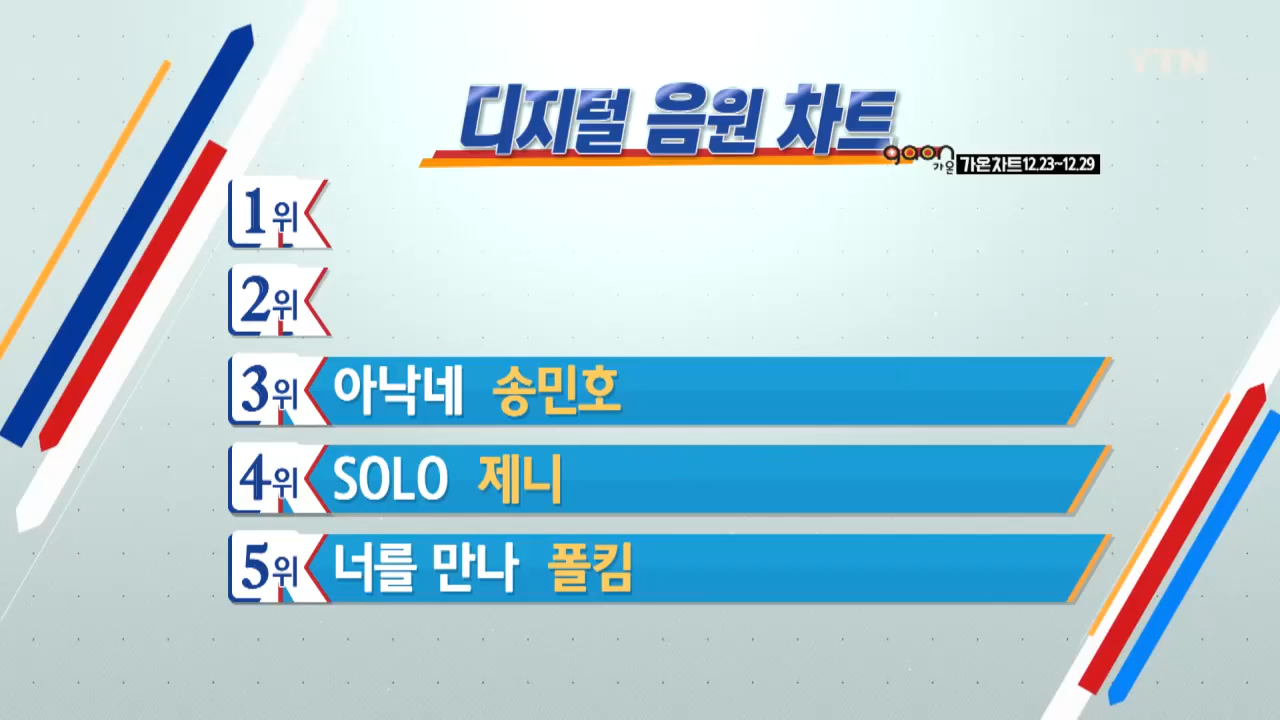 YTN
디지털 음원 차트
gaon
가온
가온차트12.23~12.29
1위
2위
3위 아낙네 송민호
4위 SOLO 제니
5위 너를 만나 폴킴